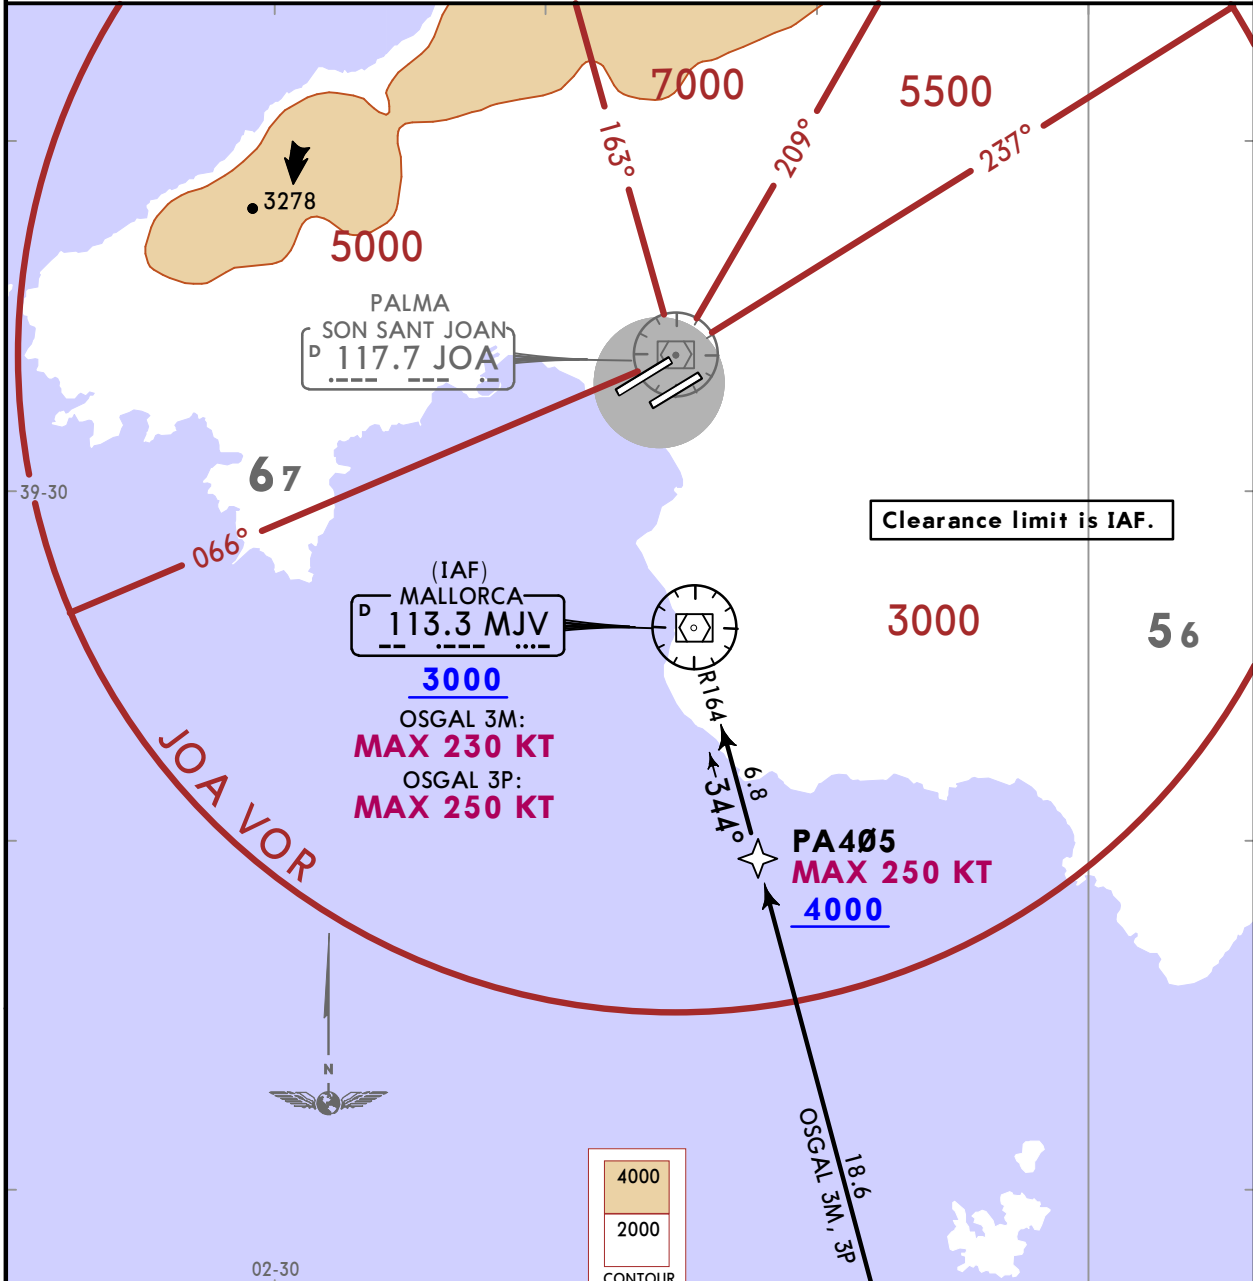 7000
5500
163°
209°
237°
3278
5000
PALMA
SON SANT JOAN
D 117.7 JOA
67
39-30
066°
Clearance limit is IAF.
(IAF)
MALLORCA
D 113.3 MJV
3000
OSGAL 3M:
MAX 230 KT
OSGAL 3P:
MAX 250 KT
3000
56
R164
6.8
344°
JOA VOR
PA4Ø5
MAX 250 KT
4000
N
18.6
OSGAL 3M, 3P
4000
2000
CONTOUR
02-30